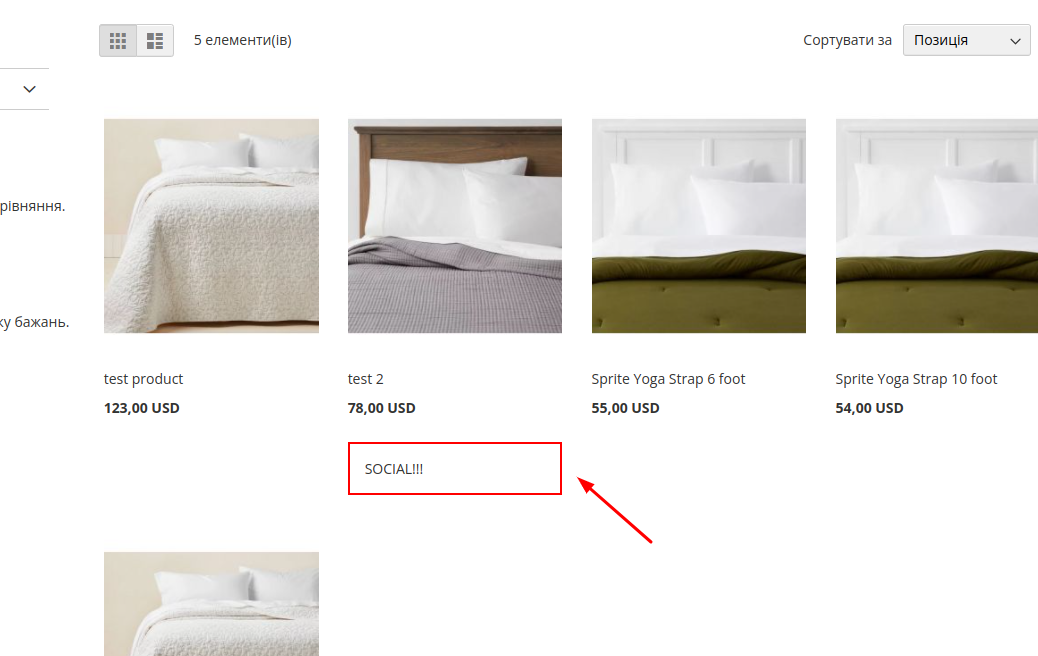 5 елементи(ів)
Сортувати за
Позиція
рівняння.
ку бажань.
test product
123,00 USD
test 2
78,00 USD
Sprite Yoga Strap 6 foot
55,00 USD
Sprite Yoga Strap 10 foot
54,00 USD
SOCIAL!!!